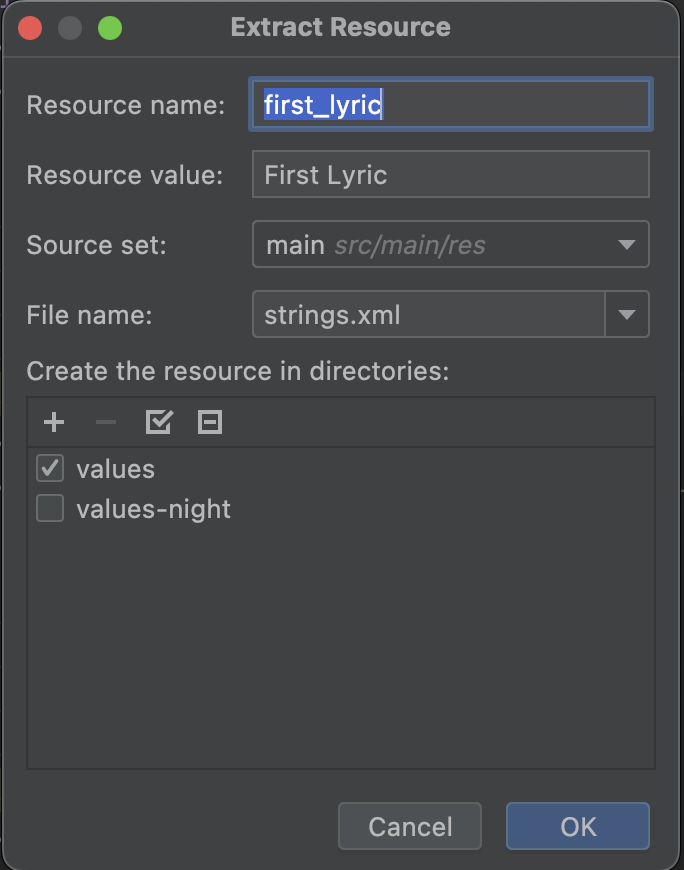 Extract Resource
Resource name: first_lyric
Resource value: First Lyric
Source set: main src/main/res
File name: strings.xml
Create the resource in directories:
values
values-night
Cancel OK